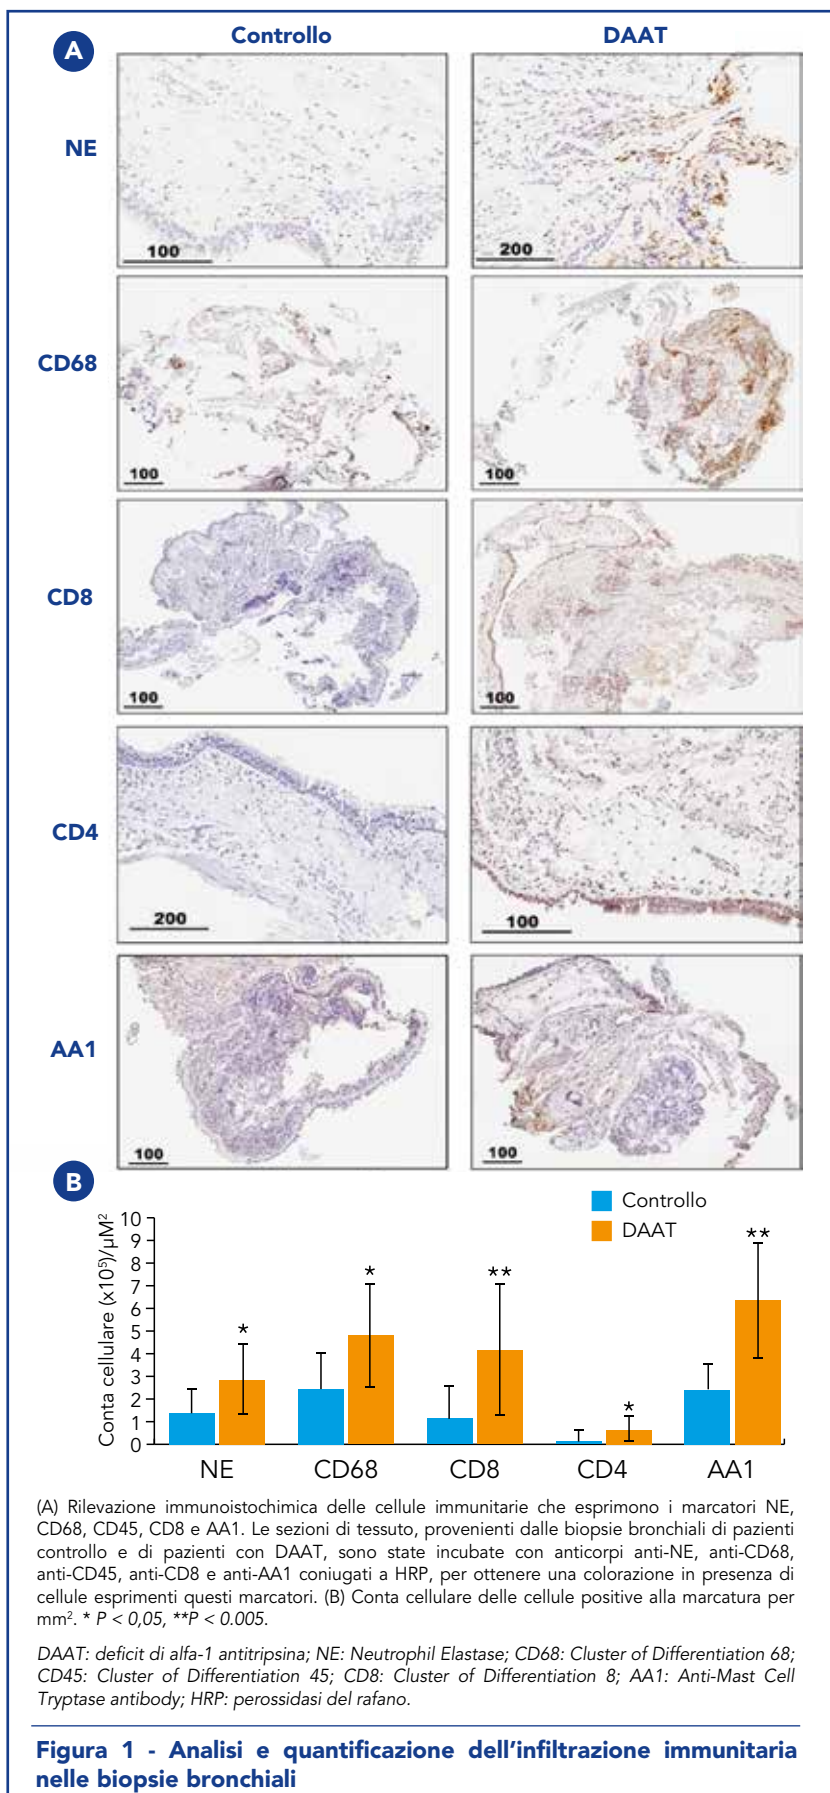 A
Controllo DAAT
NE
100 200
CD68
100 100
CD8
100 100
CD4
200 100
AA1
100 100
B
Controllo
DAAT
Conta cellulare (x10⁵)/µM²
10
9
8
7
6
5
4
3
2
1
0
* * ** * **
NE CD68 CD8 CD4 AA1
(A) Rilevazione immunoistochimica delle cellule immunitarie che esprimono i marcatori NE,
CD68, CD45, CD8 e AA1. Le sezioni di tessuto, provenienti dalle biopsie bronchiali di pazienti
controllo e di pazienti con DAAT, sono state incubate con anticorpi anti-NE, anti-CD68,
anti-CD45, anti-CD8 e anti-AA1 coniugati a HRP, per ottenere una colorazione in presenza di
cellule esprimenti questi marcatori. (B) Conta cellulare delle cellule positive alla marcatura per
mm². * P < 0,05, **P < 0.005.
DAAT: deficit di alfa-1 antitripsina; NE: Neutrophil Elastase; CD68: Cluster of Differentiation 68;
CD45: Cluster of Differentiation 45; CD8: Cluster of Differentiation 8; AA1: Anti-Mast Cell
Tryptase antibody; HRP: perossidasi del rafano.
Figura 1 - Analisi e quantificazione dell'infiltrazione immunitaria
nelle biopsie bronchiali